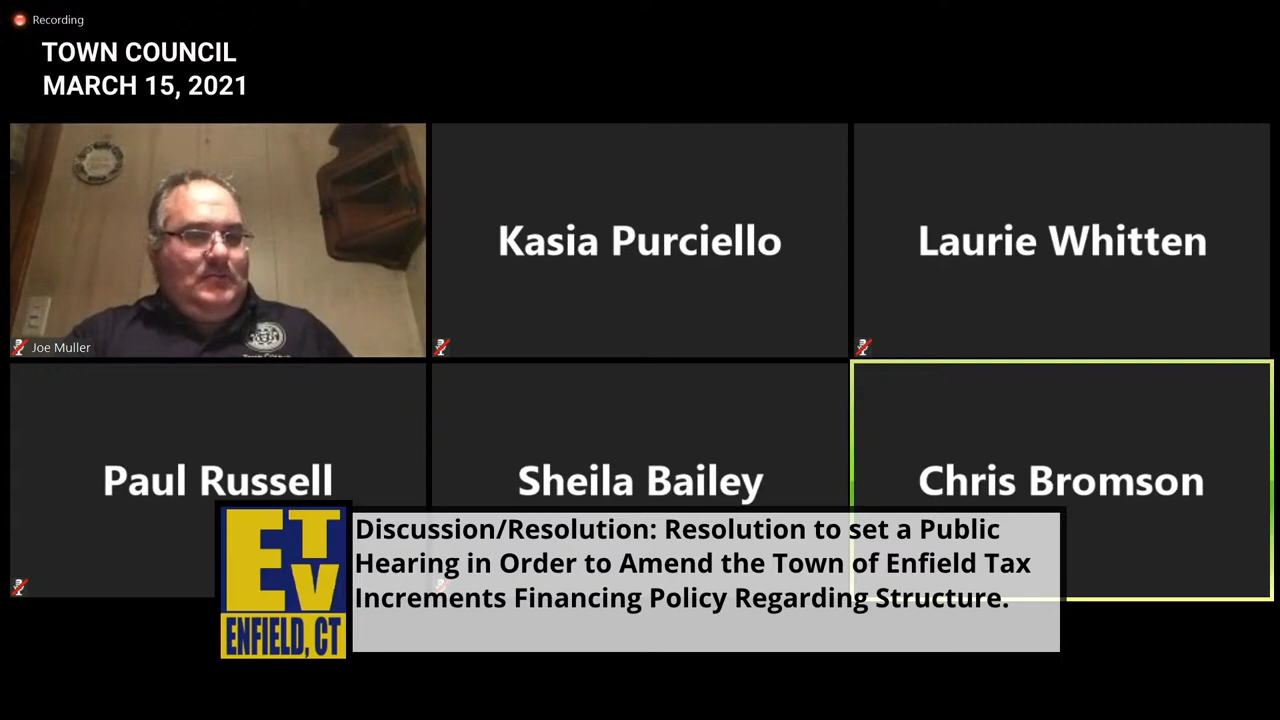 Recording
TOWN COUNCIL
MARCH 15, 2021
Joe Muller
Kasia Purciello
Laurie Whitten
Paul Russell
Sheila Bailey
Chris Bromson
ETV
ENFIELD, CT
Discussion/Resolution: Resolution to set a Public
Hearing in Order to Amend the Town of Enfield Tax
Increments Financing Policy Regarding Structure.